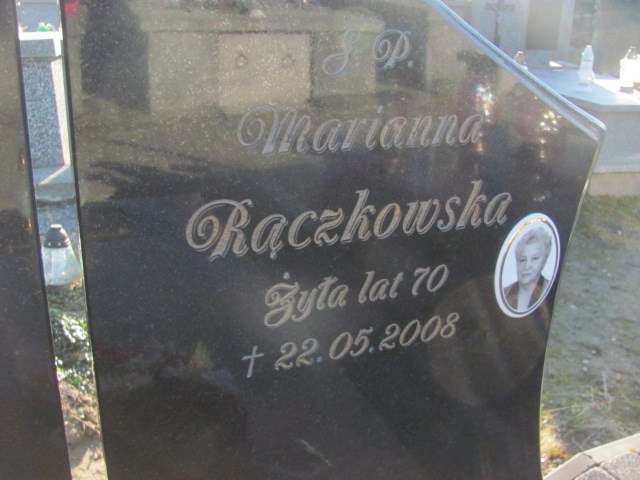 Ś. P.
Marianna
Rączkowska
Żyła lat 70
† 22.05.2008